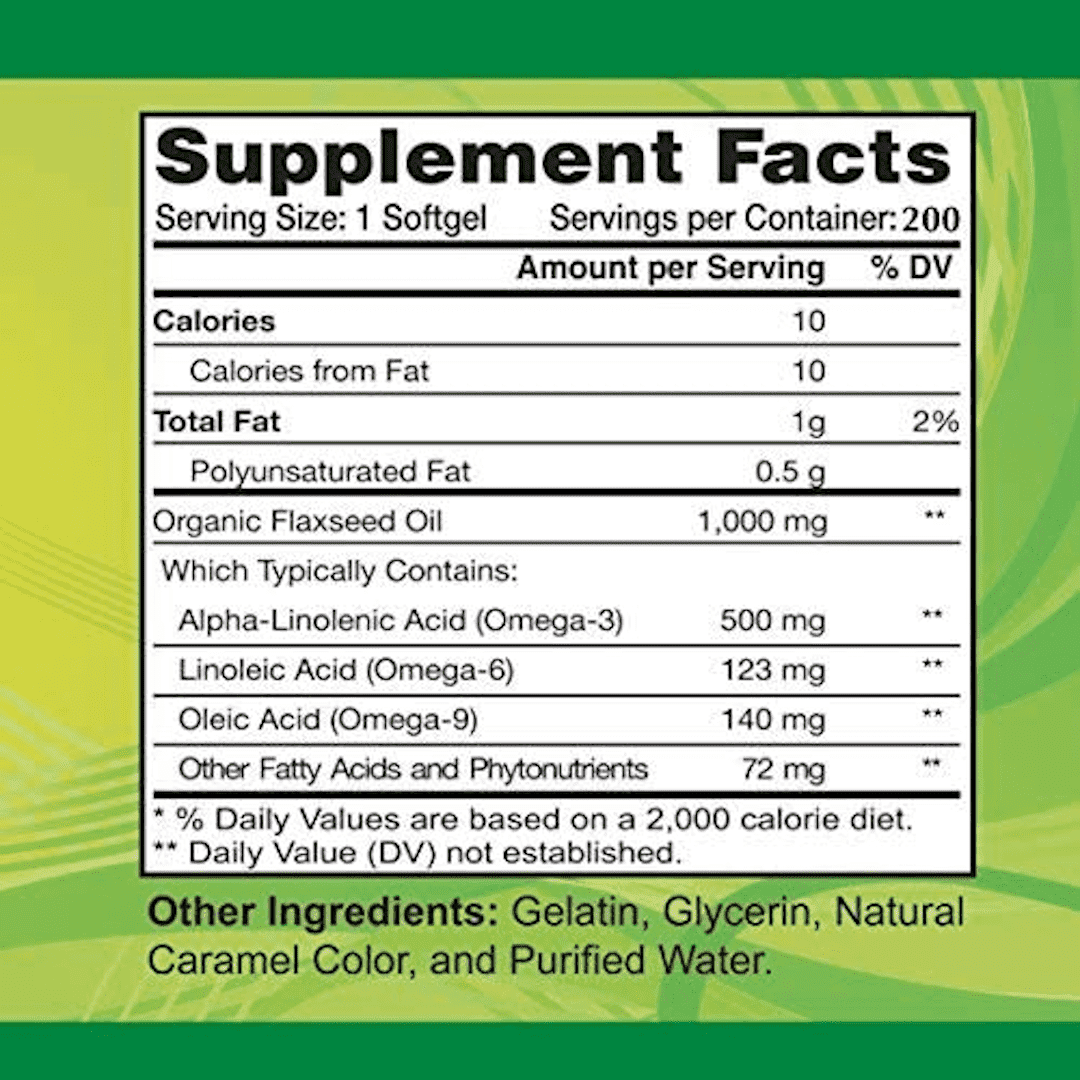 Supplement Facts
Serving Size: 1 Softgel Servings per Container: 200
Amount per Serving % DV
Calories 10
Calories from Fat 10
Total Fat 1g 2%
Polyunsaturated Fat 0.5 g
Organic Flaxseed Oil 1,000 mg **
Which Typically Contains:
Alpha-Linolenic Acid (Omega-3) 500 mg **
Linoleic Acid (Omega-6) 123 mg **
Oleic Acid (Omega-9) 140 mg **
Other Fatty Acids and Phytonutrients 72 mg **
* % Daily Values are based on a 2,000 calorie diet.
** Daily Value (DV) not established.
Other Ingredients: Gelatin, Glycerin, Natural
Caramel Color, and Purified Water.